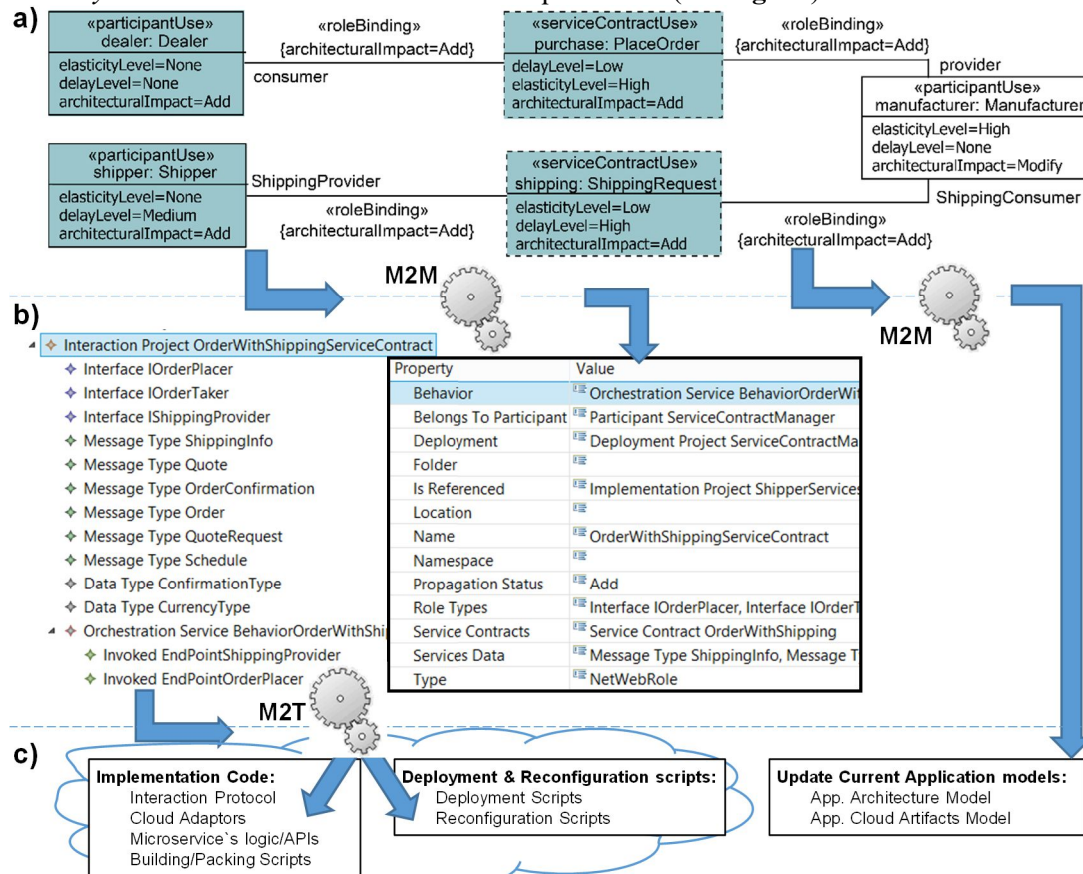 a)
«participantUse»
dealer: Dealer
elasticityLevel=None
delayLevel=None
architecturalImpact=Add
«roleBinding»
{architecturalImpact=Add}
consumer
«serviceContractUse»
purchase: PlaceOrder
delayLevel=Low
elasticityLevel=High
architecturalImpact=Add
«roleBinding»
{architecturalImpact=Add}
provider
«participantUse»
manufacturer: Manufacturer
elasticityLevel=High
delayLevel=None
architecturalImpact=Modify
«participantUse»
shipper: Shipper
elasticityLevel=None
delayLevel=Medium
architecturalImpact=Add
ShippingProvider
«roleBinding»
{architecturalImpact=Add}
«serviceContractUse»
shipping: ShippingRequest
elasticityLevel=Low
delayLevel=High
architecturalImpact=Add
ShippingConsumer
«roleBinding»
{architecturalImpact=Add}
M2M
M2M
b)
Interaction Project OrderWithShippingServiceContract
Interface IOrderPlacer
Interface IOrderTaker
Interface IShippingProvider
Message Type ShippingInfo
Message Type Quote
Message Type OrderConfirmation
Message Type Order
Message Type QuoteRequest
Message Type Schedule
Data Type ConfirmationType
Data Type CurrencyType
Orchestration Service BehaviorOrderWithShi
Invoked EndPointShippingProvider
Invoked EndPointOrderPlacer
Property Value
Behavior Orchestration Service BehaviorOrderWit
Belongs To Participant Participant ServiceContractManager
Deployment Deployment Project ServiceContractMa
Folder
Is Referenced Implementation Project ShipperServices
Location
Name OrderWithShippingServiceContract
Namespace
Propagation Status Add
Role Types Interface IOrderPlacer, Interface IOrderT
Service Contracts Service Contract OrderWithShipping
Services Data Message Type ShippingInfo, Message T
Type NetWebRole
M2T
c)
Implementation Code:
Interaction Protocol
Cloud Adaptors
Microservice`s logic/APIs
Building/Packing Scripts
Deployment & Reconfiguration scripts:
Deployment Scripts
Reconfiguration Scripts
Update Current Application models:
App. Architecture Model
App. Cloud Artifacts Model